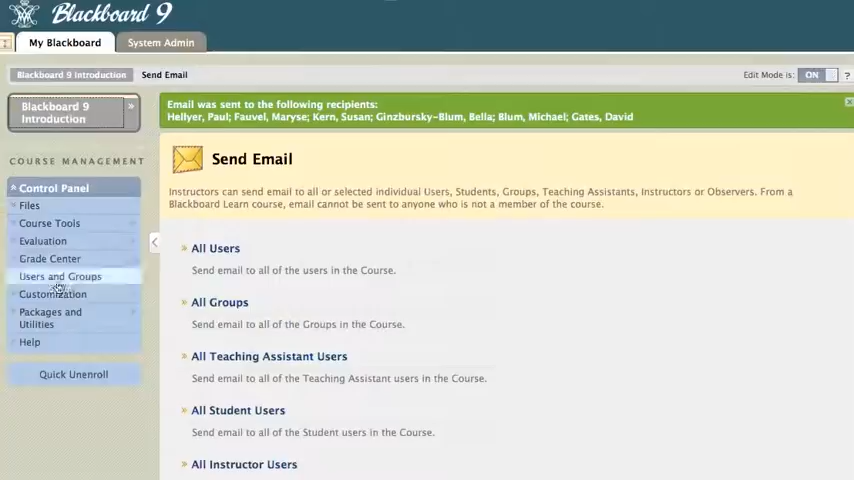 Blackboard 9
My Blackboard
System Admin
Blackboard 9 Introduction
Send Email
Edit Mode is: ON ?
Blackboard 9
Introduction
»
Email was sent to the following recipients:
Hellyer, Paul; Fauvel, Maryse; Kern, Susan; Ginzbursky-Blum, Bella; Blum, Michael; Gates, David
COURSE MANAGEMENT
Control Panel
Files
Course Tools
Evaluation
Grade Center
Users and Groups
Customization
Packages and
Utilities
Help
Quick Unenroll
Send Email
Instructors can send email to all or selected individual Users, Students, Groups, Teaching Assistants, Instructors or Observers. From a
Blackboard Learn course, email cannot be sent to anyone who is not a member of the course.
» All Users
Send email to all of the users in the Course.
» All Groups
Send email to all of the Groups in the Course.
» All Teaching Assistant Users
Send email to all of the Teaching Assistant users in the Course.
» All Student Users
Send email to all of the Student users in the Course.
» All Instructor Users